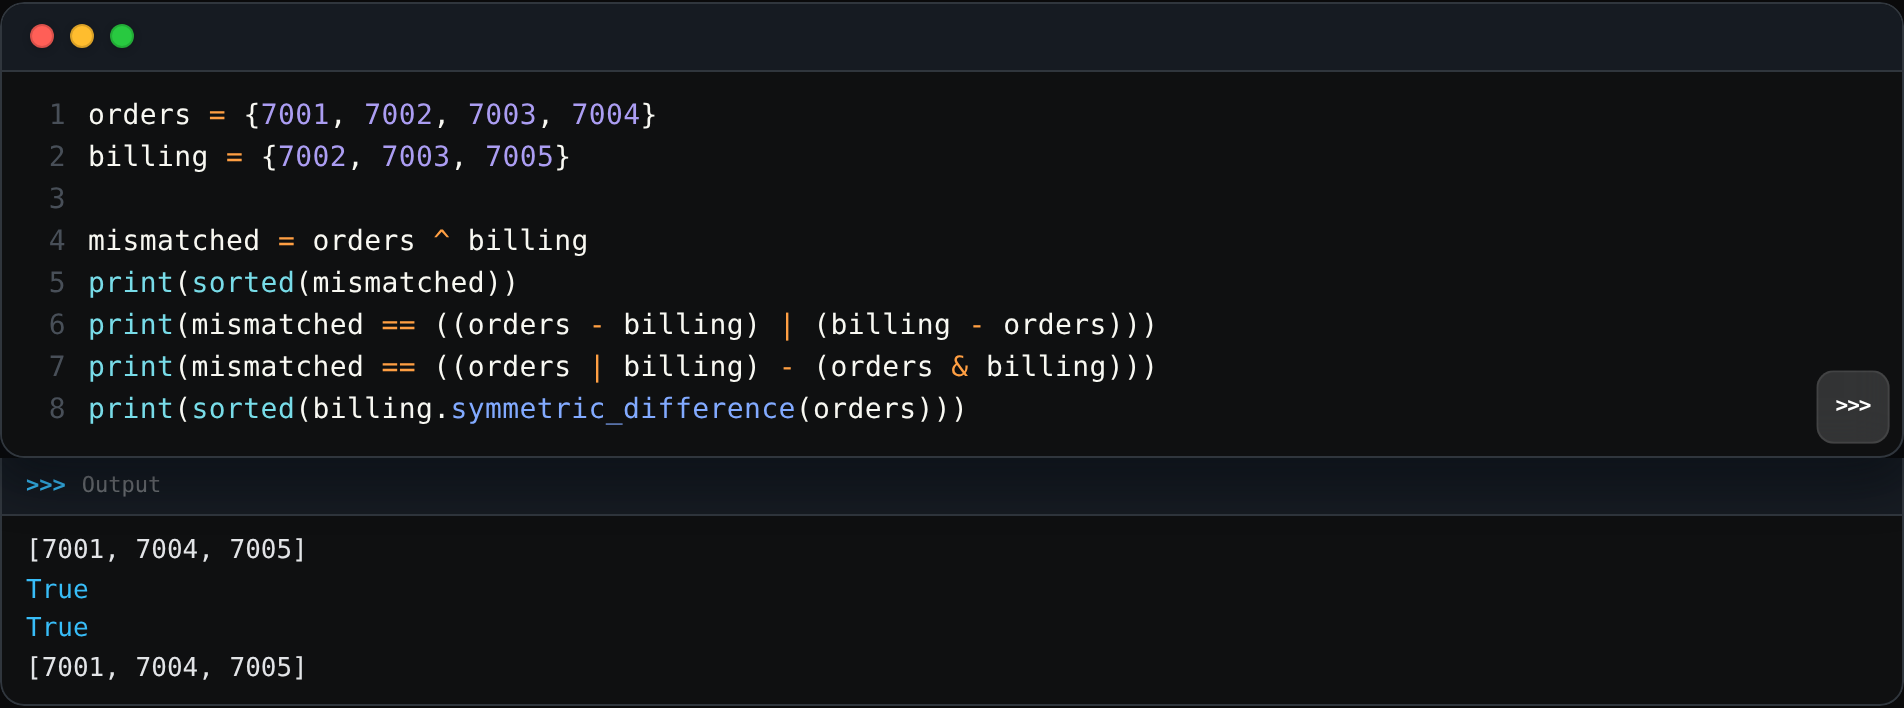 1 orders = {7001, 7002, 7003, 7004}
2 billing = {7002, 7003, 7005}
3
4 mismatched = orders ^ billing
5 print(sorted(mismatched))
6 print(mismatched == ((orders - billing) | (billing - orders)))
7 print(mismatched == ((orders | billing) - (orders & billing)))
8 print(sorted(billing.symmetric_difference(orders)))
>>>
>>> Output
[7001, 7004, 7005]
True
True
[7001, 7004, 7005]